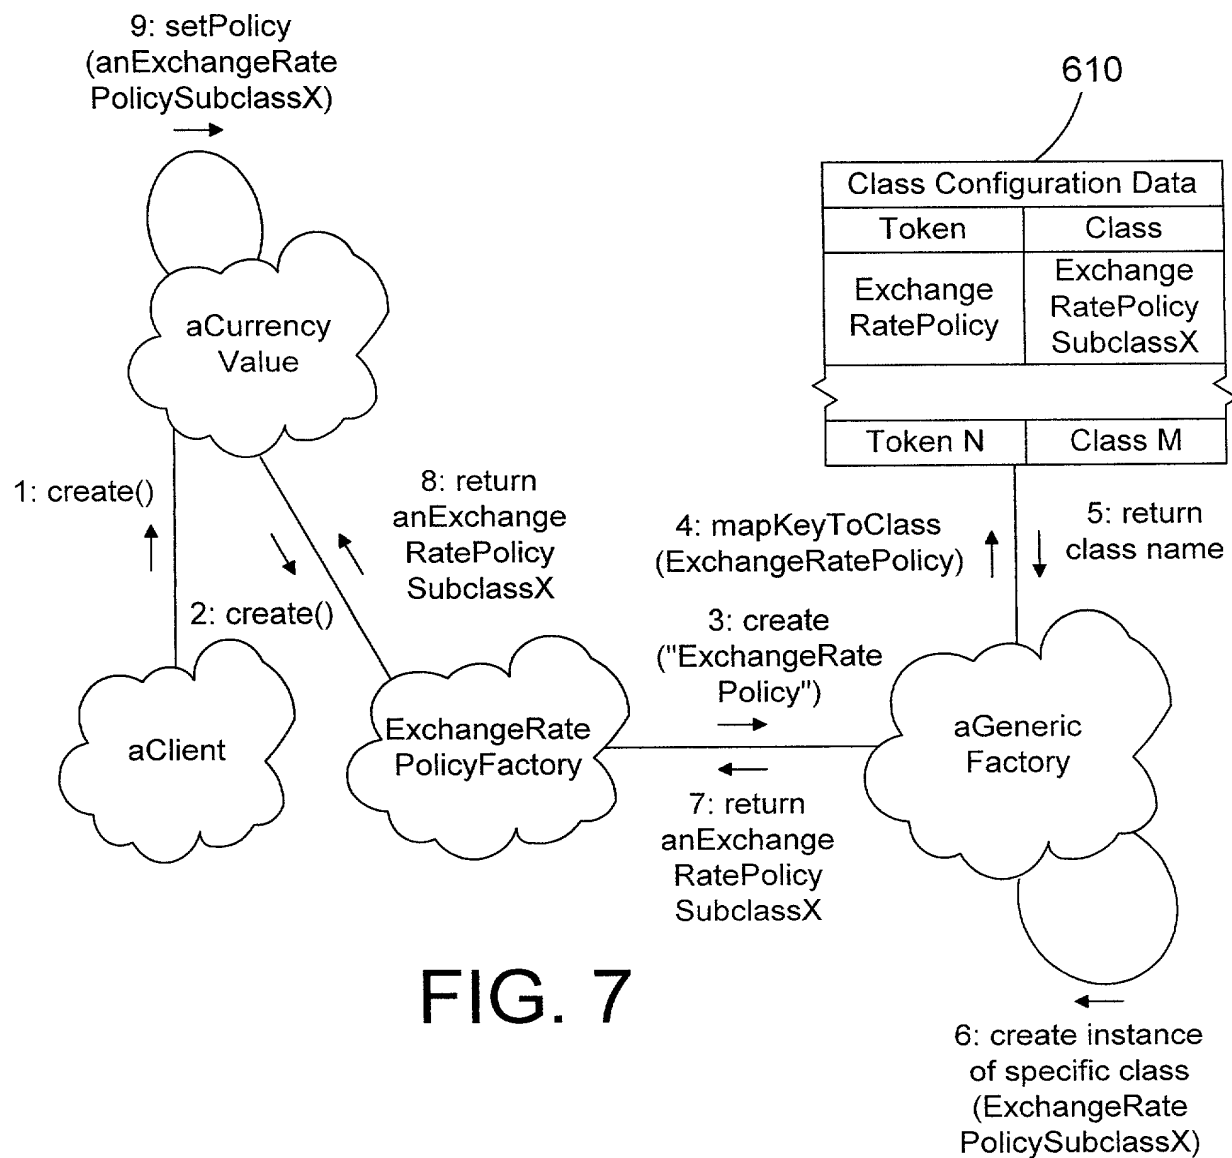 9: setPolicy
(anExchangeRate
PolicySubclassX)
610
Class Configuration Data
Token
Class
Exchange
RatePolicy
Exchange
RatePolicy
SubclassX
Token N
Class M
aCurrency
Value
1: create()
2: create()
8: return
anExchange
RatePolicy
SubclassX
4: mapKeyToClass
(ExchangeRatePolicy)
5: return
class name
3: create
("ExchangeRate
Policy")
aClient
ExchangeRate
PolicyFactory
aGeneric
Factory
7: return
anExchange
RatePolicy
SubclassX
FIG. 7
6: create instance
of specific class
(ExchangeRate
PolicySubclassX)